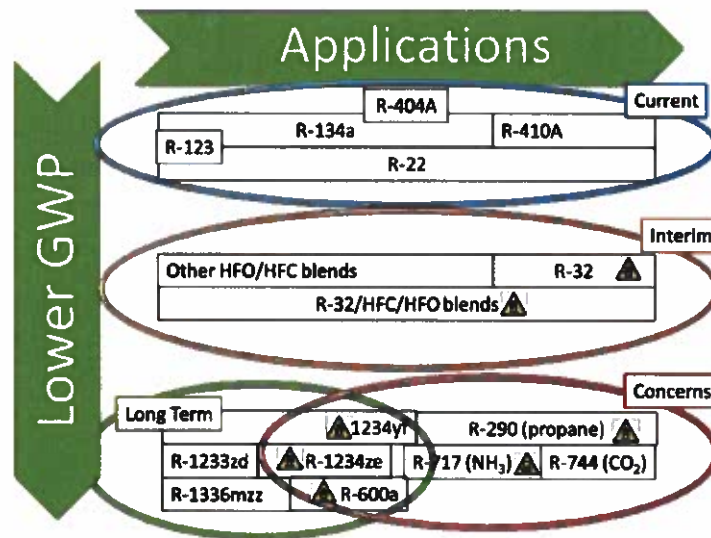 Applications
Lower GWP
Current
R-404A
R-134a R-410A
R-123
R-22
Interim
Other HFO/HFC blends R-32
R-32/HFC/HFO blends
Long Term Concerns
1234yf R-290 (propane)
R-1233zd R-1234ze R-717 (NH₃) R-744 (CO₂)
R-1336mzz R-600a